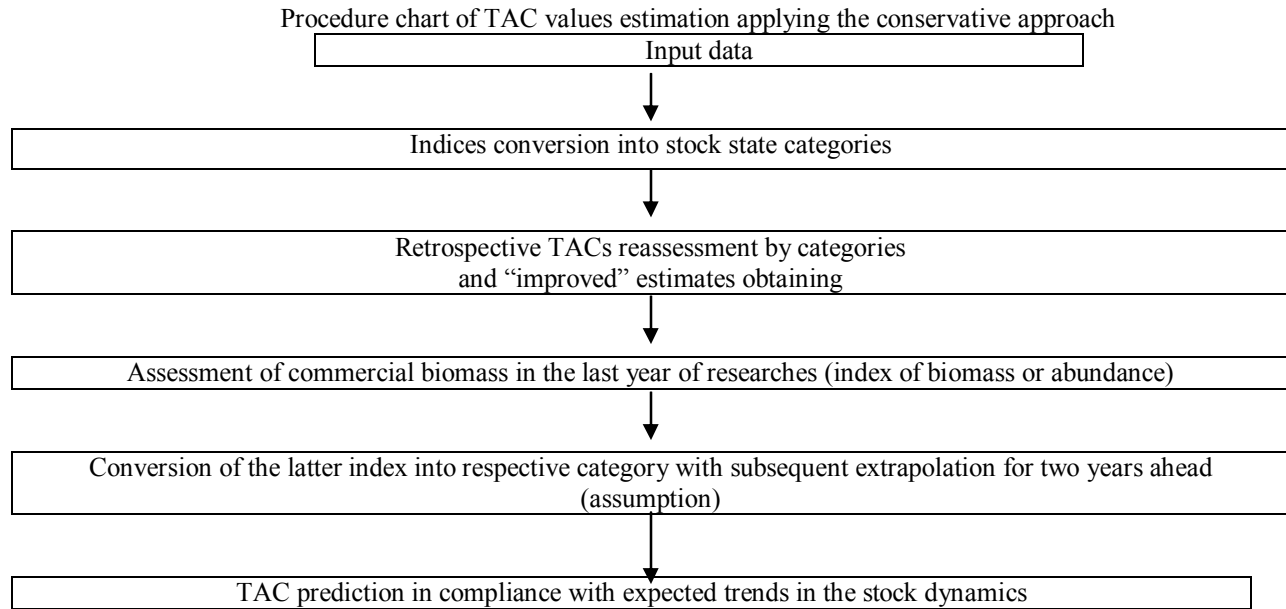 Procedure chart of TAC values estimation applying the conservative approach
Input data
Indices conversion into stock state categories
Retrospective TACs reassessment by categories
and “improved” estimates obtaining
Assessment of commercial biomass in the last year of researches (index of biomass or abundance)
Conversion of the latter index into respective category with subsequent extrapolation for two years ahead
(assumption)
TAC prediction in compliance with expected trends in the stock dynamics